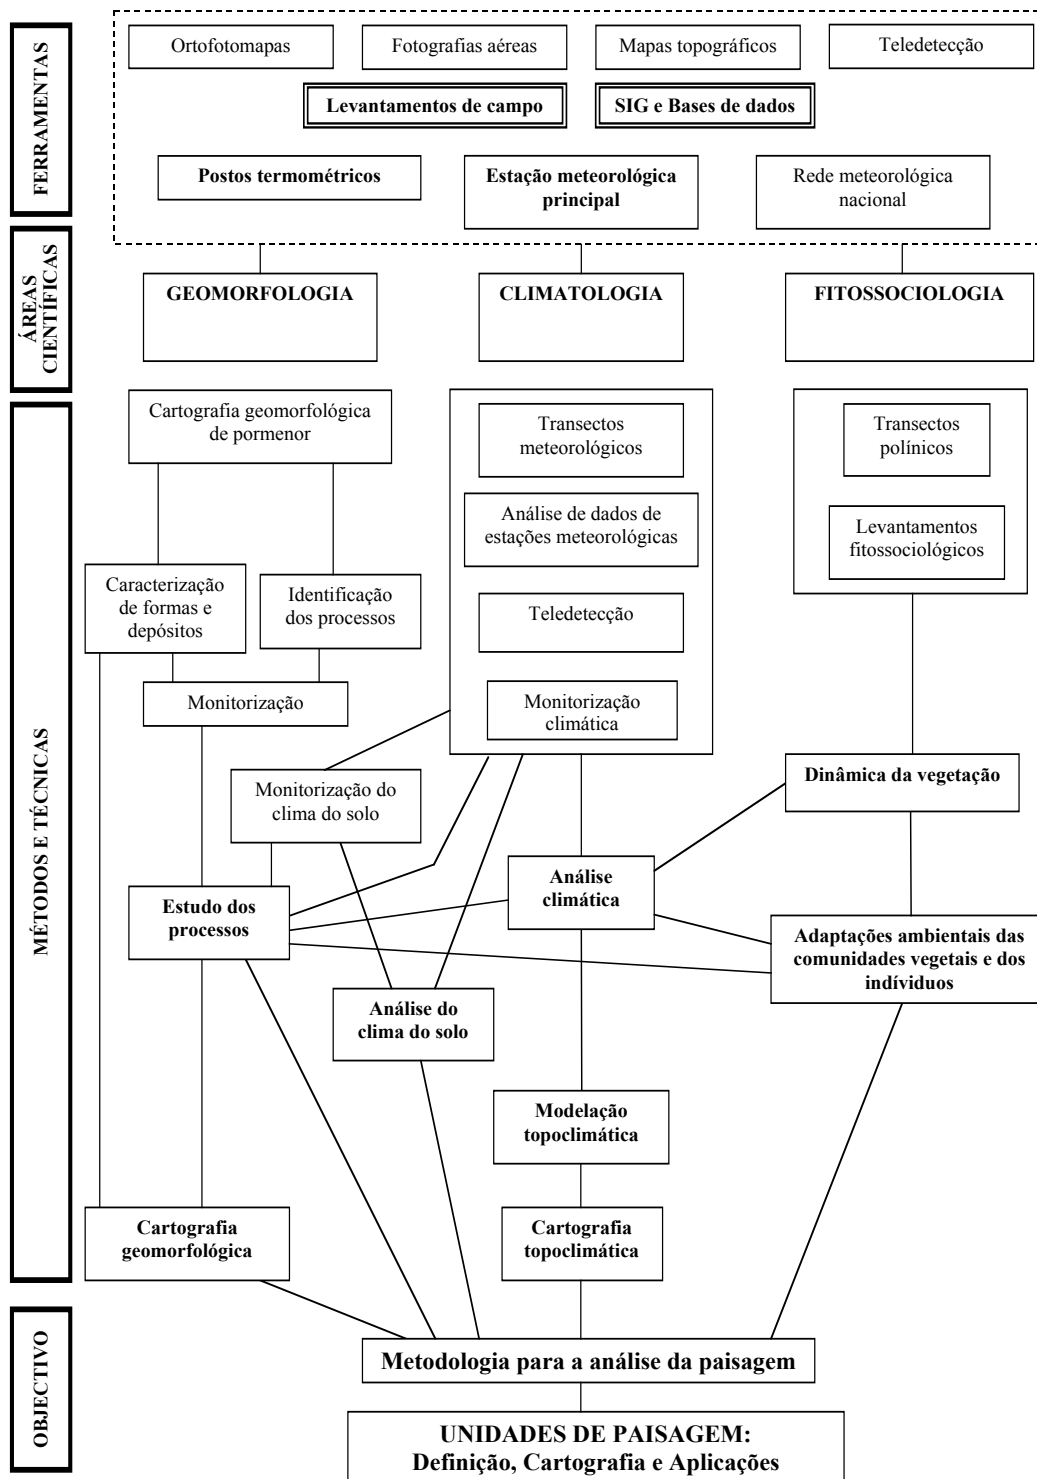 FERRAMENTAS
Ortofotomapas
Fotografias aéreas
Mapas topográficos
Teledetecção
Levantamentos de campo
SIG e Bases de dados
Postos termométricos
Estação meteorológica
principal
Rede meteorológica
nacional
ÁREAS
CIENTÍFICAS
GEOMORFOLOGIA
CLIMATOLOGIA
FITOSSOCIOLOGIA
MÉTODOS E TÉCNICAS
Cartografia geomorfológica
de pormenor
Transectos
meteorológicos
Transectos
polínicos
Análise de dados de
estações meteorológicas
Levantamentos
fitossociológicos
Caracterização
de formas e
depósitos
Identificação
dos processos
Teledetecção
Monitorização
Monitorização
climática
Monitorização do
clima do solo
Dinâmica da vegetação
Estudo dos
processos
Análise
climática
Adaptações ambientais das
comunidades vegetais e dos
indíviduos
Análise do
clima do solo
Modelação
topoclimática
Cartografia
geomorfológica
Cartografia
topoclimática
OBJECTIVO
Metodologia para a análise da paisagem
UNIDADES DE PAISAGEM:
Definição, Cartografia e Aplicações